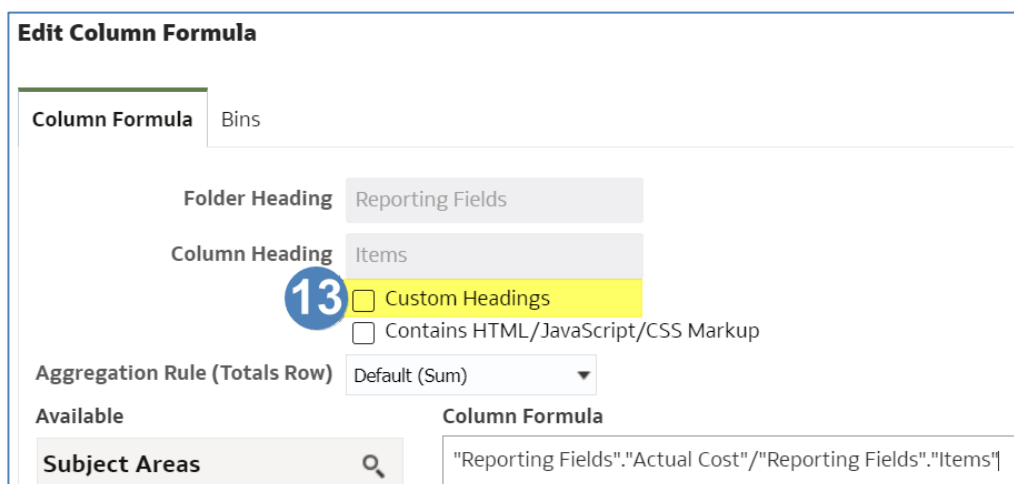 Edit Column Formula
Column Formula Bins
Folder Heading Reporting Fields
Column Heading Items
13 Custom Headings
Contains HTML/JavaScript/CSS Markup
Aggregation Rule (Totals Row) Default (Sum)
Available Column Formula
Subject Areas "Reporting Fields"."Actual Cost"/"Reporting Fields"."Items"